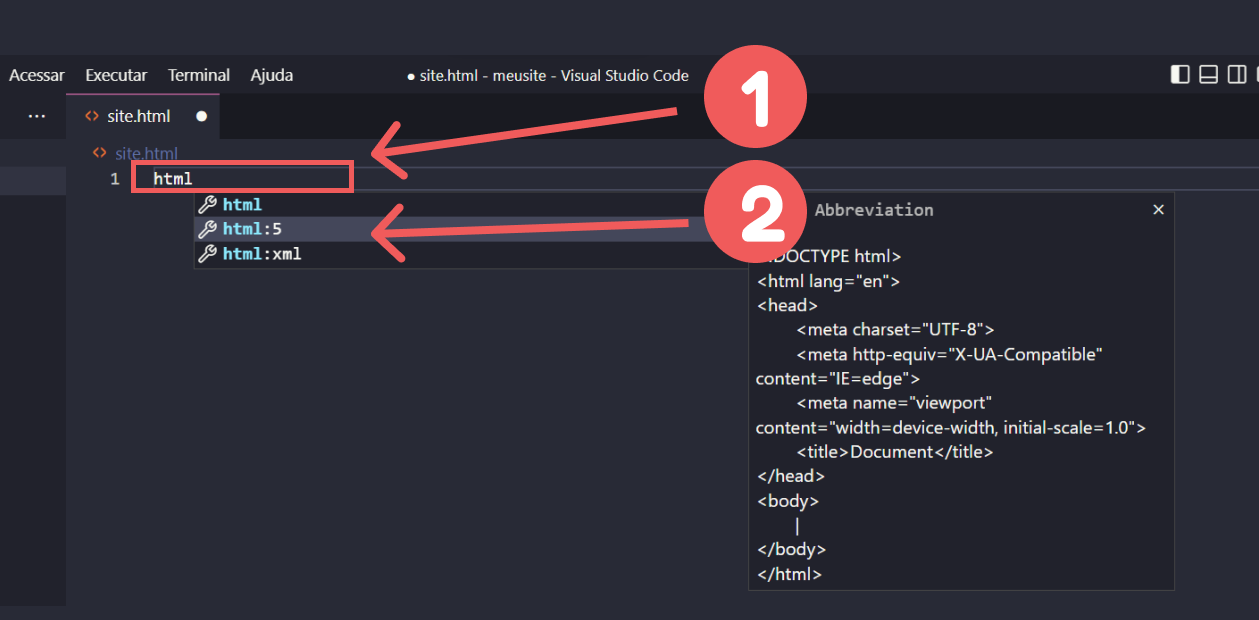 Acessar Executar Terminal Ajuda ● site.html - meusite - Visual Studio Code
1
... <> site.html ●
<> site.html
1 html
html
html:5
html:xml
2
Abbreviation ×
DOCTYPE html>
<html lang="en">
<head>
<meta charset="UTF-8">
<meta http-equiv="X-UA-Compatible"
content="IE=edge">
<meta name="viewport"
content="width=device-width, initial-scale=1.0">
<title>Document</title>
</head>
<body>
|
</body>
</html>